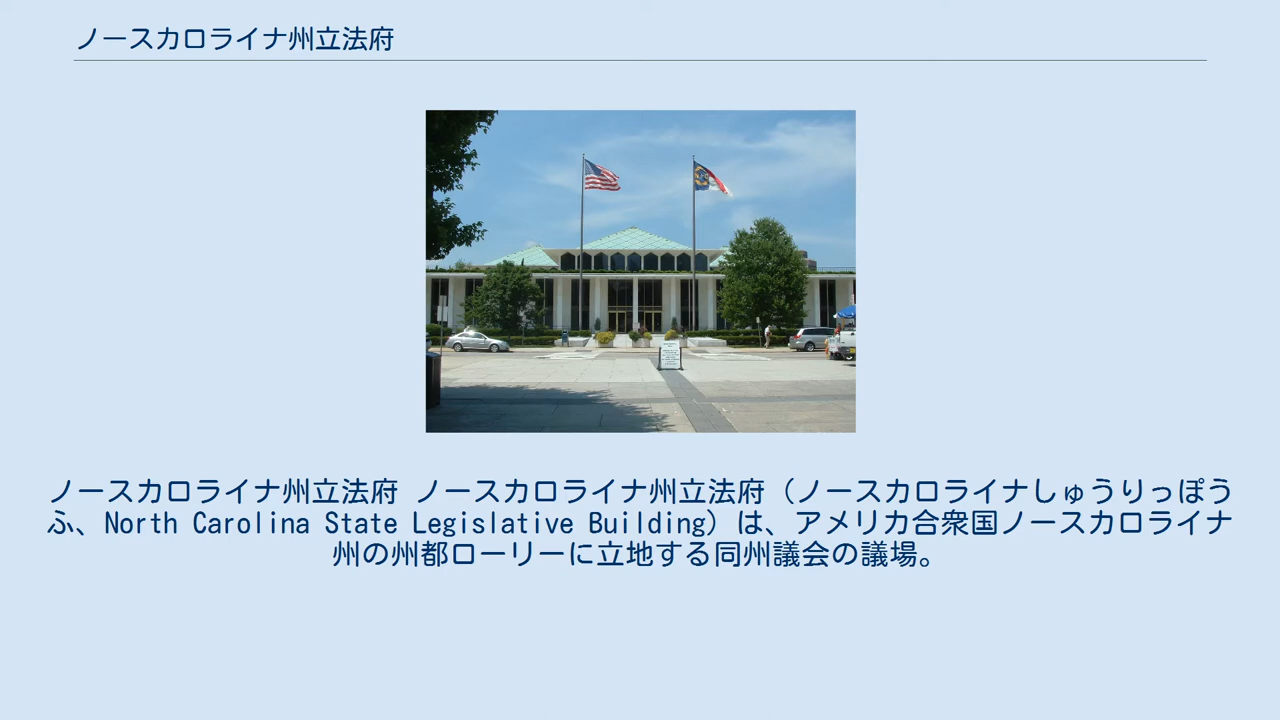 ノースカロライナ州立法府
ノースカロライナ州立法府 ノースカロライナ州立法府（ノースカロライナしゅうりっぽう
ふ、North Carolina State Legislative Building）は、アメリカ合衆国ノースカロライナ
州の州都ローリーに立地する同州議会の議場。